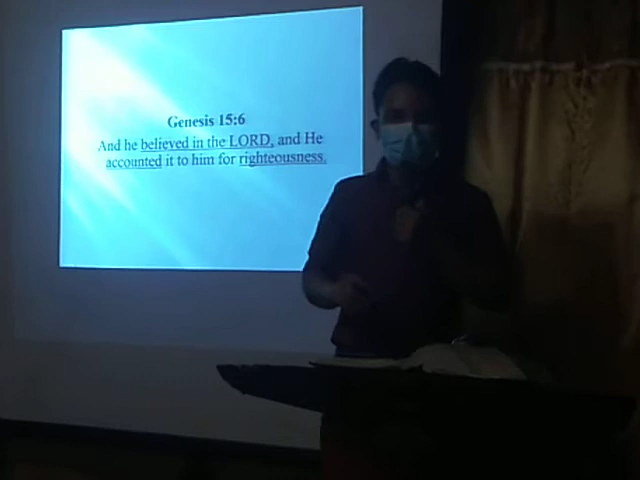 Genesis 15:6
And he believed in the LORD, and He
accounted it to him for righteousness.